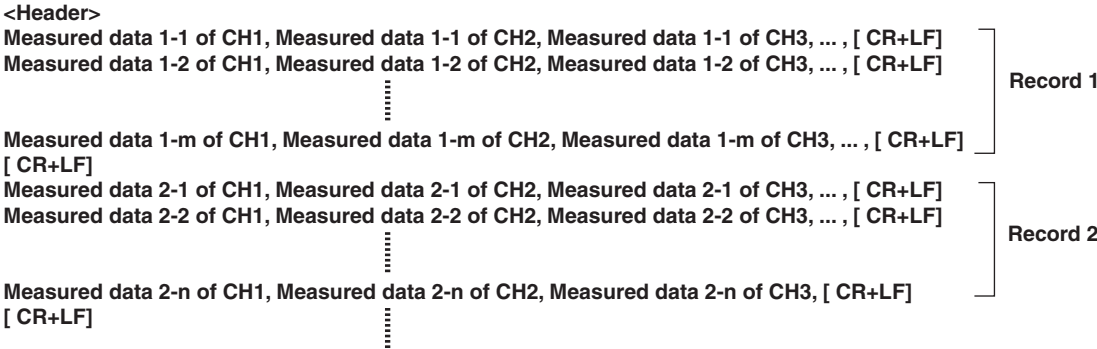 <Header>
Measured data 1-1 of CH1, Measured data 1-1 of CH2, Measured data 1-1 of CH3, ... , [ CR+LF]
Measured data 1-2 of CH1, Measured data 1-2 of CH2, Measured data 1-2 of CH3, ... , [ CR+LF]
Record 1
Measured data 1-m of CH1, Measured data 1-m of CH2, Measured data 1-m of CH3, ... , [ CR+LF]
[ CR+LF]
Measured data 2-1 of CH1, Measured data 2-1 of CH2, Measured data 2-1 of CH3, ... , [ CR+LF]
Measured data 2-2 of CH1, Measured data 2-2 of CH2, Measured data 2-2 of CH3, ... , [ CR+LF]
Record 2
Measured data 2-n of CH1, Measured data 2-n of CH2, Measured data 2-n of CH3, [ CR+LF]
[ CR+LF]